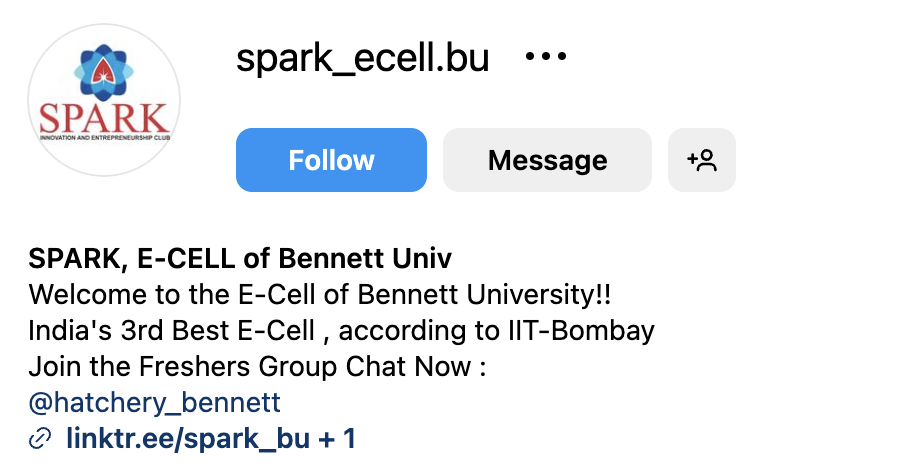 SPARK
INNOVATION AND ENTREPRENEURSHIP CLUB
spark_ecell.bu
Follow
Message
SPARK, E-CELL of Bennett Univ
Welcome to the E-Cell of Bennett University!!
India's 3rd Best E-Cell , according to IIT-Bombay
Join the Freshers Group Chat Now :
@hatchery_bennett
linktr.ee/spark_bu + 1